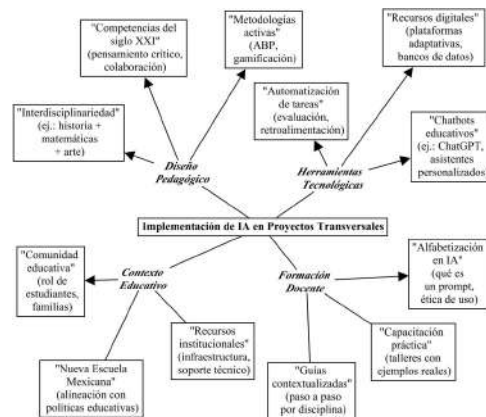 "Competencias del
siglo XXI"
(pensamiento crítico,
colaboración)
"Metodologías
activas"
(ABP,
gamificación)
"Recursos
digitales"
(plataformas
adaptativas,
bancos de datos)
"Interdisciplinariedad"
(ej.: historia +
matemáticas
+ arte)
"Automatización
de tareas"
(evaluación,
retroalimentación)
"Chatbots
educativos"
(ej.: ChatGPT,
asistentes
personalizados
Diseño
Pedagógico
Herramientas
Tecnológicas
Implementación de IA en Proyectos Transversales
"Comunidad
educativa"
(rol de
estudiantes,
familias)
Contexto
Educativo
Formación
Docente
"Alfabetización
en IA"
(qué es
un prompt,
ética de uso)
"Recursos
institucionales"
(infraestructura,
soporte técnico)
"Capacitación
práctica"
(talleres con
ejemplos reales)
"Nueva Escuela
Mexicana"
(alineación con
políticas educativas)
"Guías
contextualizadas"
(paso a paso
por disciplina)